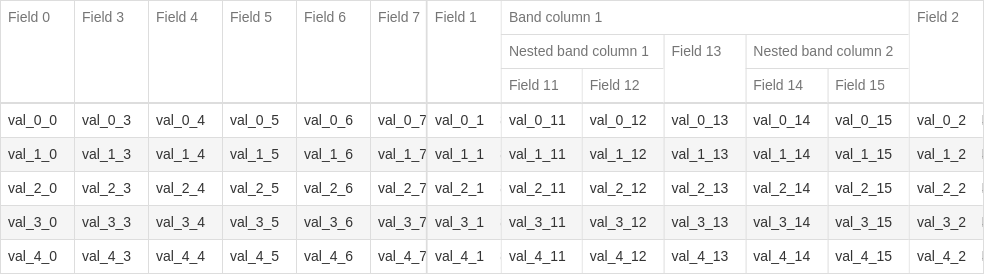 Field 0 Field 3 Field 4 Field 5 Field 6 Field 7 Field 1 Band column 1 Field 2
Nested band column 1 Field 13 Nested band column 2
Field 11 Field 12 Field 14 Field 15
val_0_0 val_0_3 val_0_4 val_0_5 val_0_6 val_0_7 val_0_1 val_0_11 val_0_12 val_0_13 val_0_14 val_0_15 val_0_2
val_1_0 val_1_3 val_1_4 val_1_5 val_1_6 val_1_7 val_1_1 val_1_11 val_1_12 val_1_13 val_1_14 val_1_15 val_1_2
val_2_0 val_2_3 val_2_4 val_2_5 val_2_6 val_2_7 val_2_1 val_2_11 val_2_12 val_2_13 val_2_14 val_2_15 val_2_2
val_3_0 val_3_3 val_3_4 val_3_5 val_3_6 val_3_7 val_3_1 val_3_11 val_3_12 val_3_13 val_3_14 val_3_15 val_3_2
val_4_0 val_4_3 val_4_4 val_4_5 val_4_6 val_4_7 val_4_1 val_4_11 val_4_12 val_4_13 val_4_14 val_4_15 val_4_2